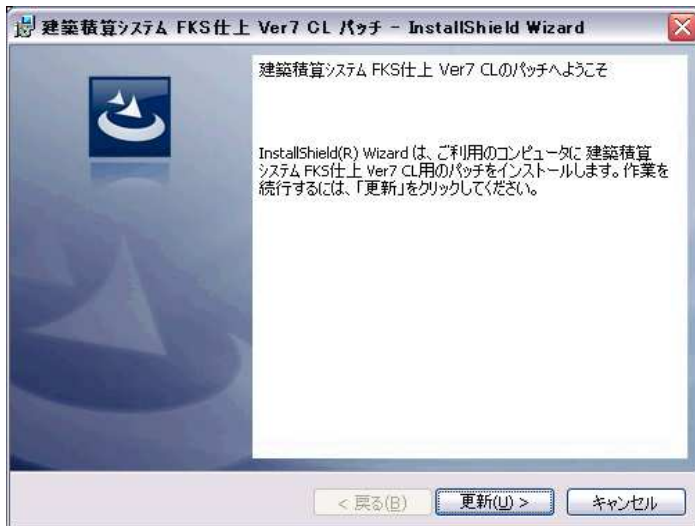 建築積算システム FKS仕上 Ver7 CL パッチ - InstallShield Wizard
建築積算システム FKS仕上 Ver7 CLのパッチへようこそ
InstallShield(R) Wizard は、ご利用のコンピュータに 建築積算
システム FKS仕上 Ver7 CL用のパッチをインストールします。作業を
続行するには、「更新」をクリックしてください。
< 戻る(B)
更新(U) >
キャンセル